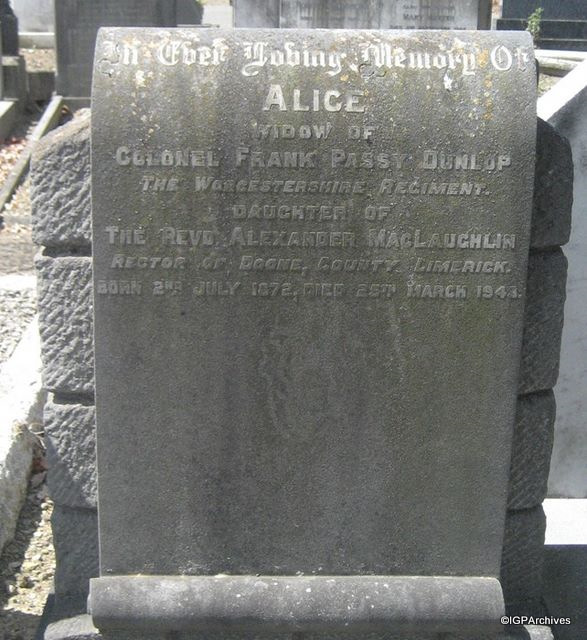 In Ever Loving Memory Of
ALICE
WIDOW OF
COLONEL FRANK PASSY DUNLOP
THE WORCESTERSHIRE REGIMENT.
DAUGHTER OF
THE REVD ALEXANDER MACLAUGHLIN
RECTOR OF DOONE, COUNTY LIMERICK.
BORN 2ND JULY 1872, DIED 25TH MARCH 1943.
©IGPArchives